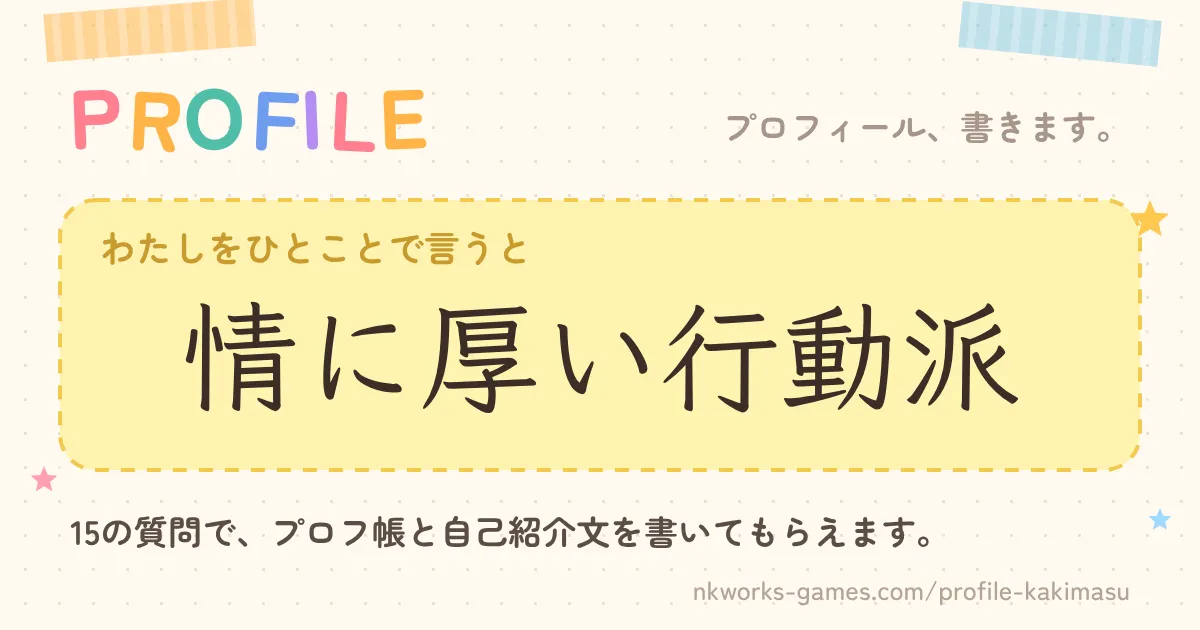 PROFILE
プロフィール、書きます。
わたしをひとことで言うと
情に厚い行動派
15の質問で、プロフ帳と自己紹介文を書いてもらえます。
nkworks-games.com/profile-kakimasu